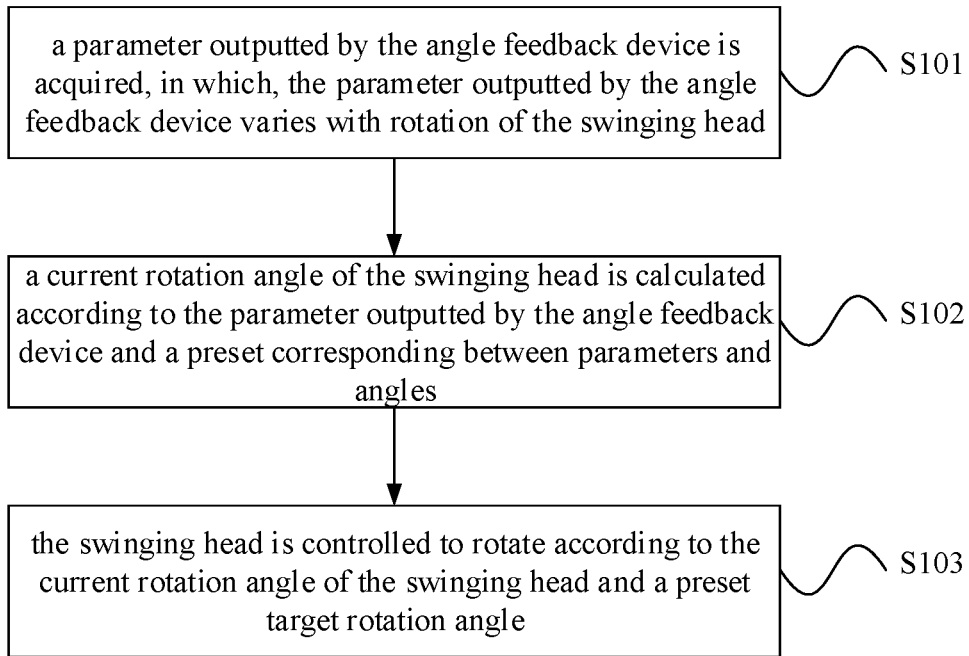 a parameter outputted by the angle feedback device is
acquired, in which, the parameter outputted by the angle
feedback device varies with rotation of the swinging head
S101
a current rotation angle of the swinging head is calculated
according to the parameter outputted by the angle feedback
device and a preset corresponding between parameters and
angles
S102
the swinging head is controlled to rotate according to the
current rotation angle of the swinging head and a preset
target rotation angle
S103